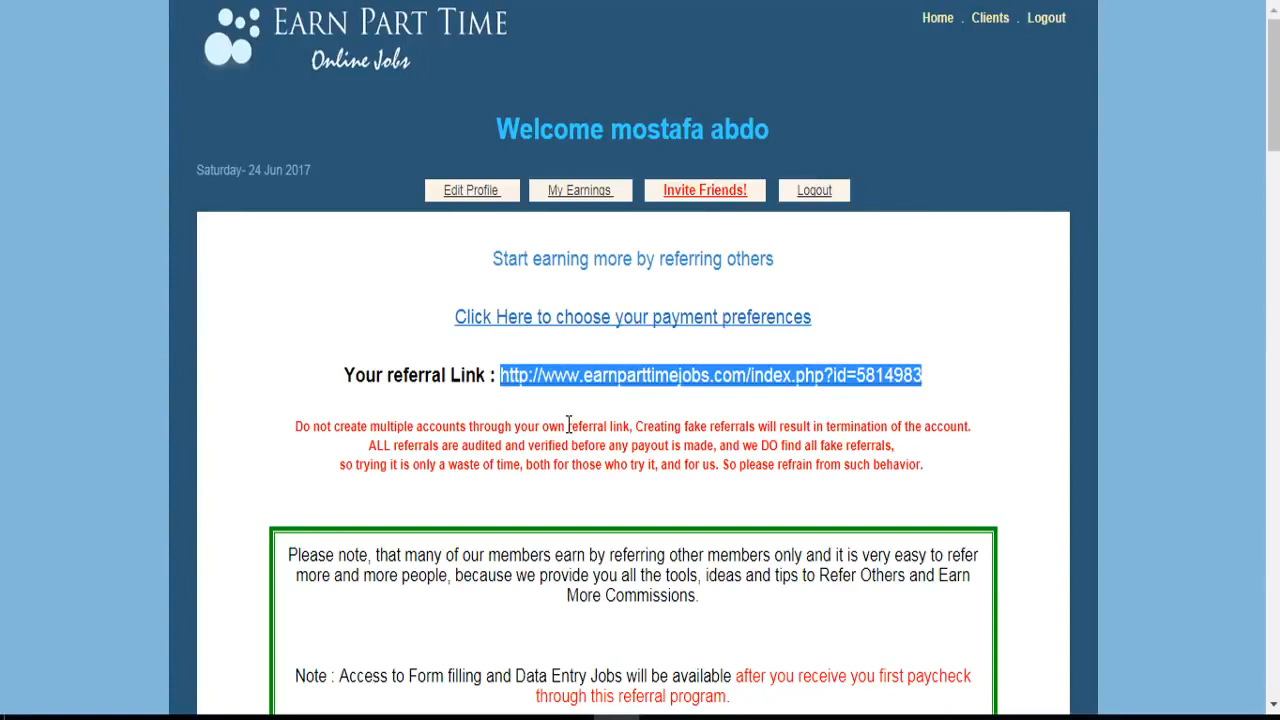 EARN PART TIME
Online Jobs
Home . Clients . Logout
Welcome mostafa abdo
Saturday- 24 Jun 2017
Edit Profile My Earnings Invite Friends! Logout
Start earning more by referring others
Click Here to choose your payment preferences
Your referral Link : http://www.earnparttimejobs.com/index.php?id=5814983
Do not create multiple accounts through your own referral link, Creating fake referrals will result in termination of the account.
ALL referrals are audited and verified before any payout is made, and we DO find all fake referrals,
so trying it is only a waste of time, both for those who try it, and for us. So please refrain from such behavior.
Please note, that many of our members earn by referring other members only and it is very easy to refer
more and more people, because we provide you all the tools, ideas and tips to Refer Others and Earn
More Commissions.
Note : Access to Form filling and Data Entry Jobs will be available after you receive you first paycheck
through this referral program.